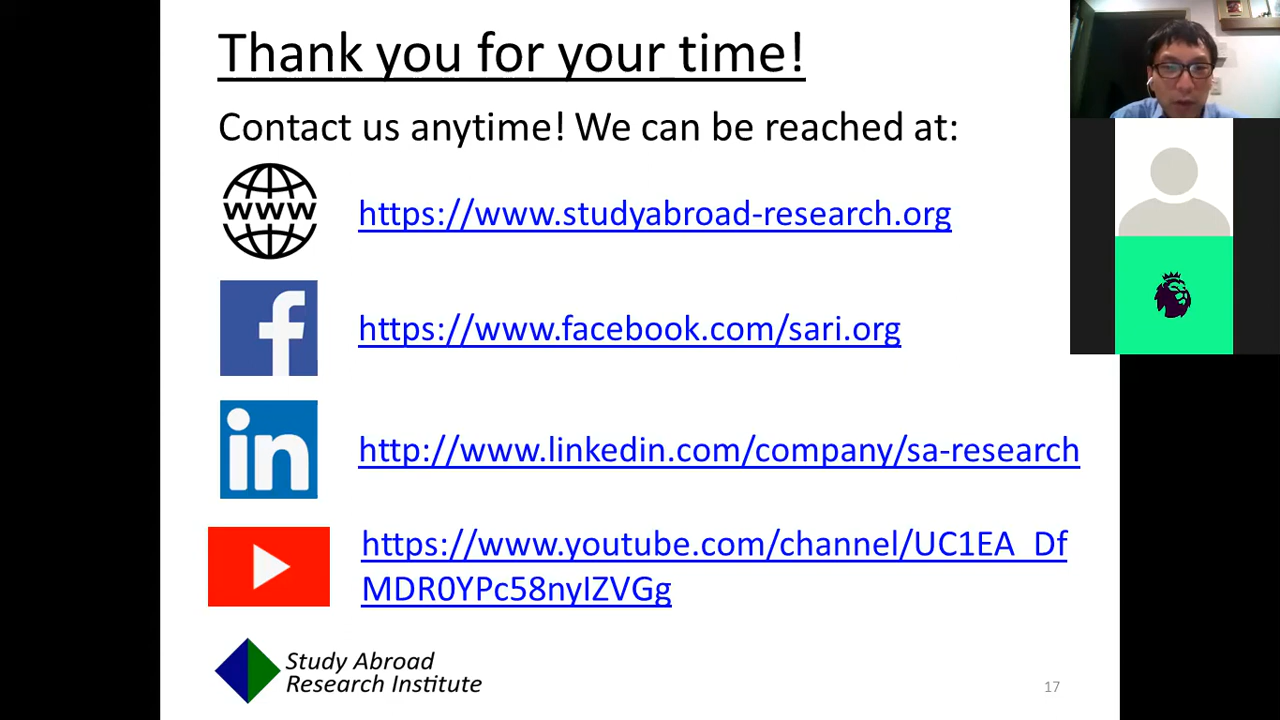 Thank you for your time!
Contact us anytime! We can be reached at:
www
https://www.studyabroad-research.org
f
https://www.facebook.com/sari.org
in
http://www.linkedin.com/company/sa-research
https://www.youtube.com/channel/UC1EA_Df
MDR0YPc58nyIZVGg
Study Abroad
Research Institute
17